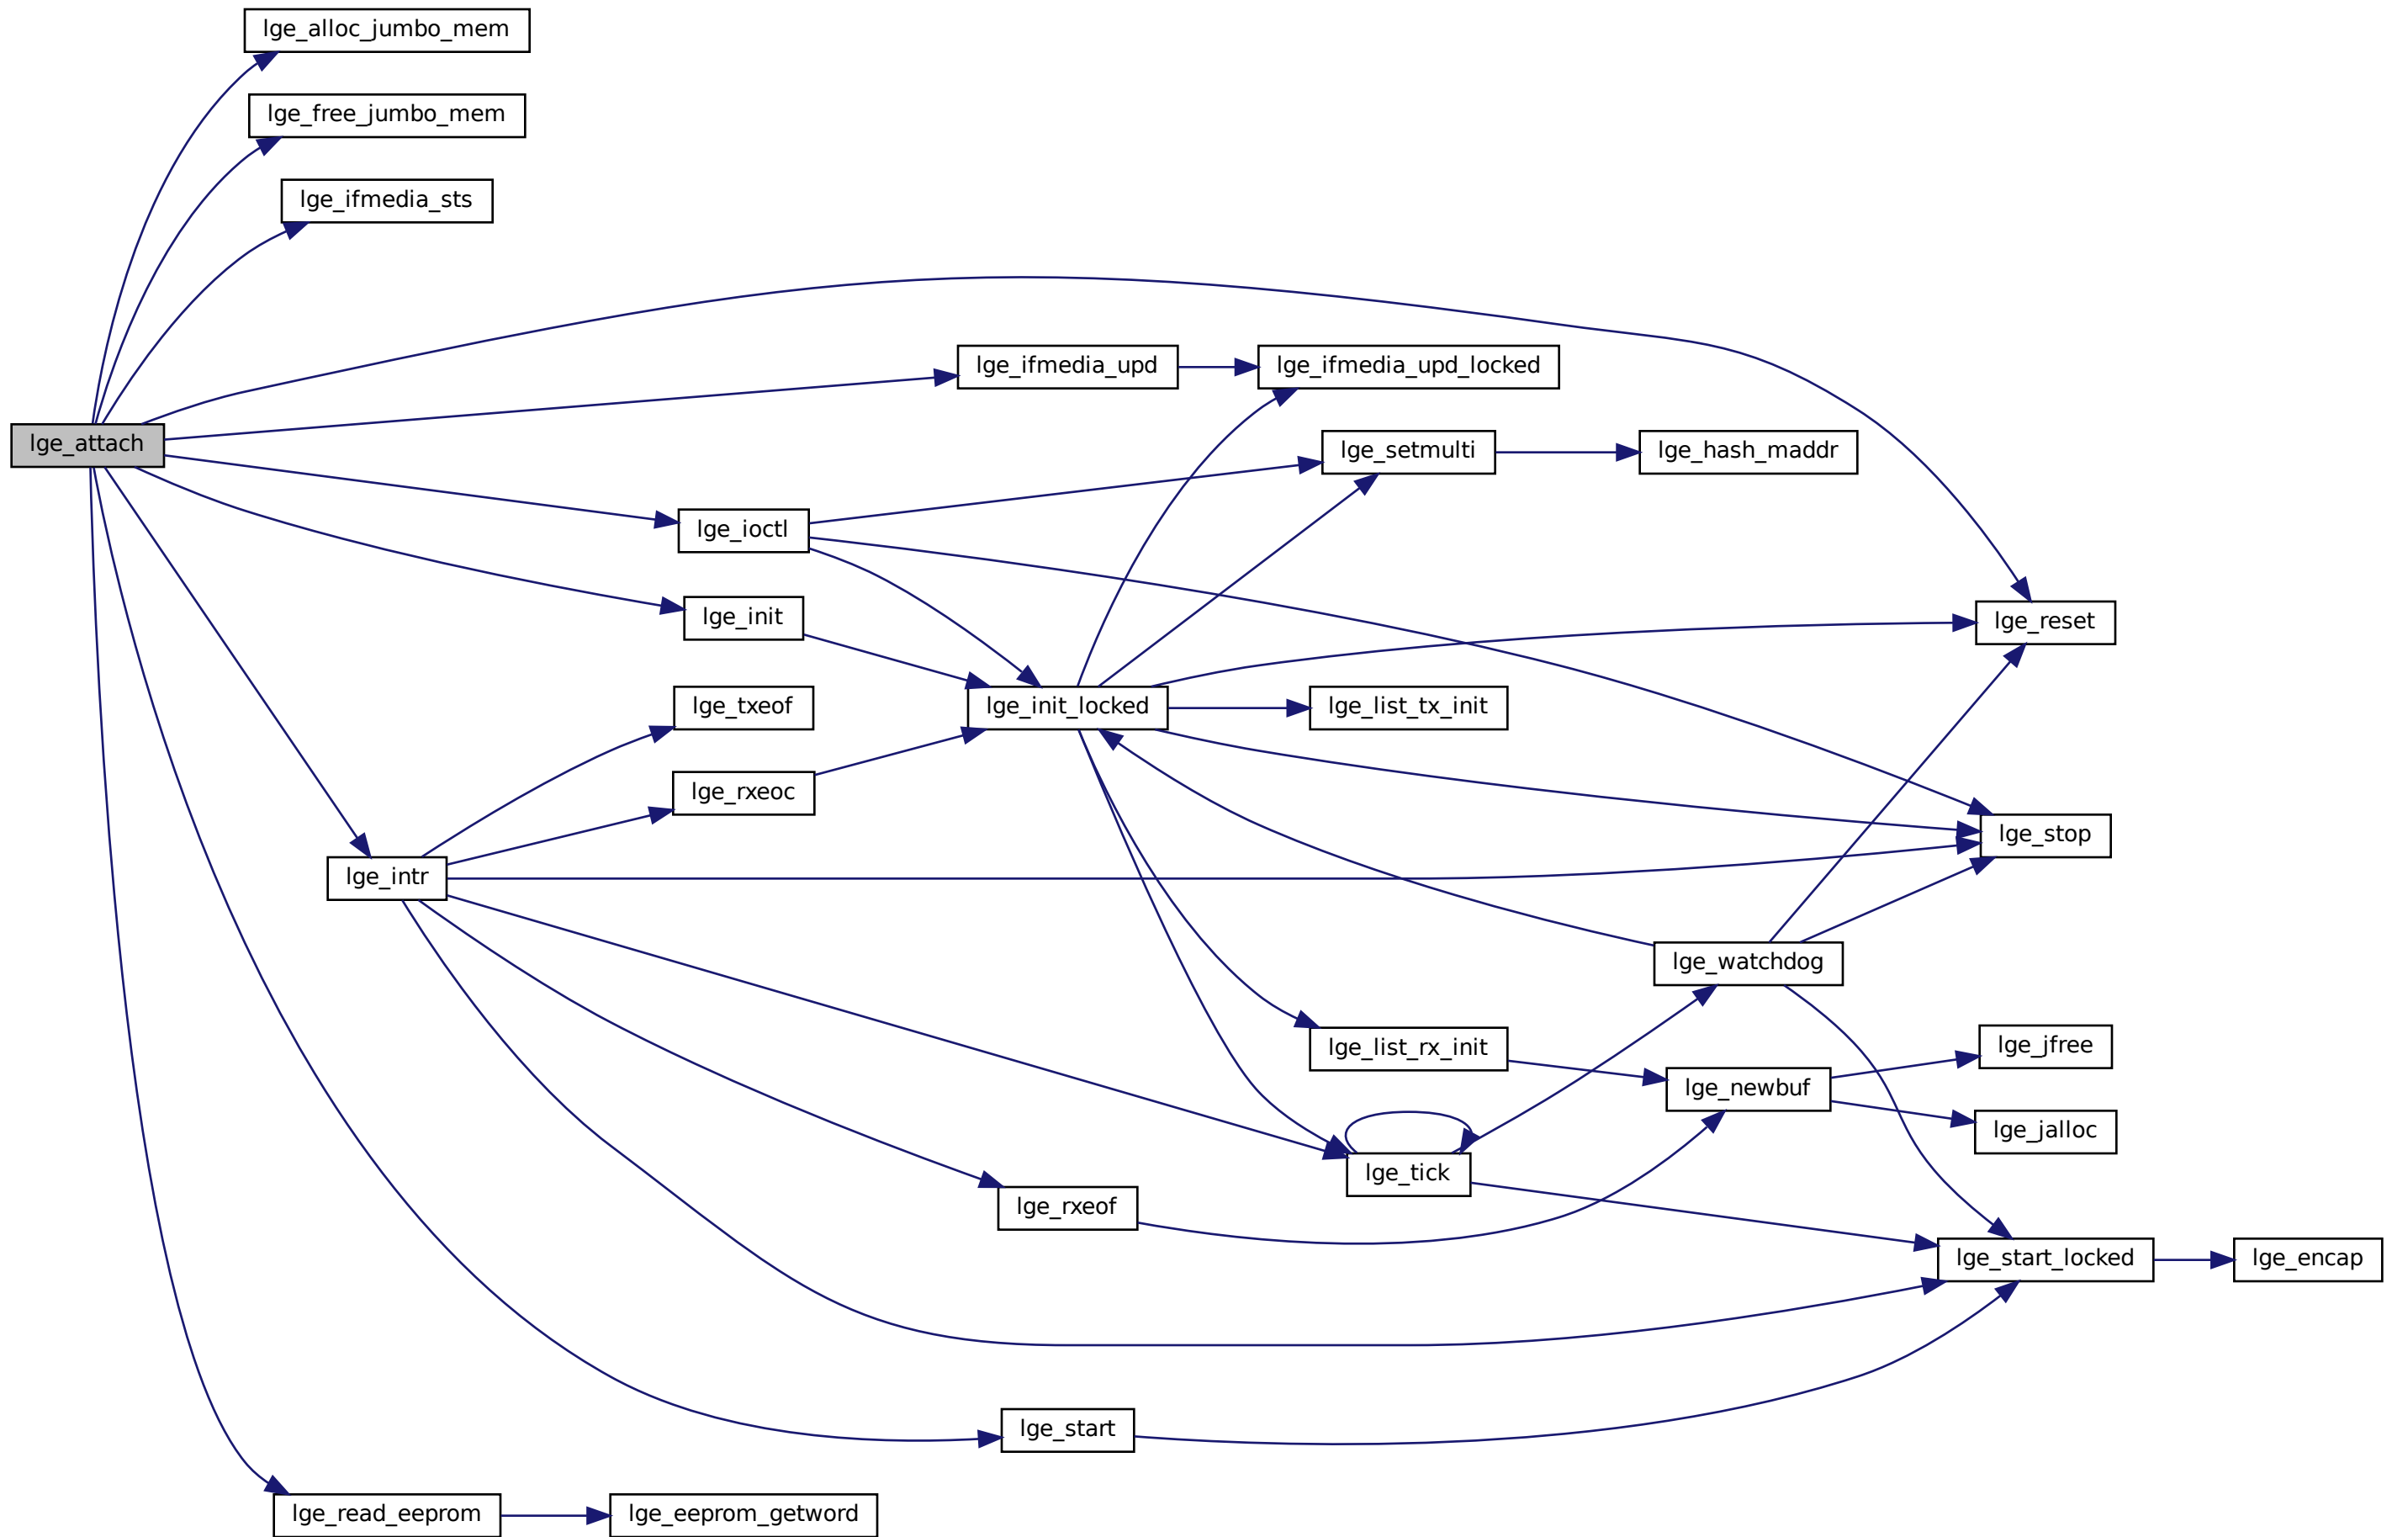 lge_alloc_jumbo_mem
lge_free_jumbo_mem
lge_ifmedia_sts
lge_ifmedia_upd
lge_ifmedia_upd_locked
lge_attach
lge_setmulti
lge_hash_maddr
lge_ioctl
lge_init
lge_reset
lge_txeof
lge_init_locked
lge_list_tx_init
lge_rxeoc
lge_stop
lge_intr
lge_watchdog
lge_list_rx_init
lge_jfree
lge_newbuf
lge_jalloc
lge_tick
lge_rxeof
lge_start_locked
lge_encap
lge_start
lge_read_eeprom
lge_eeprom_getword